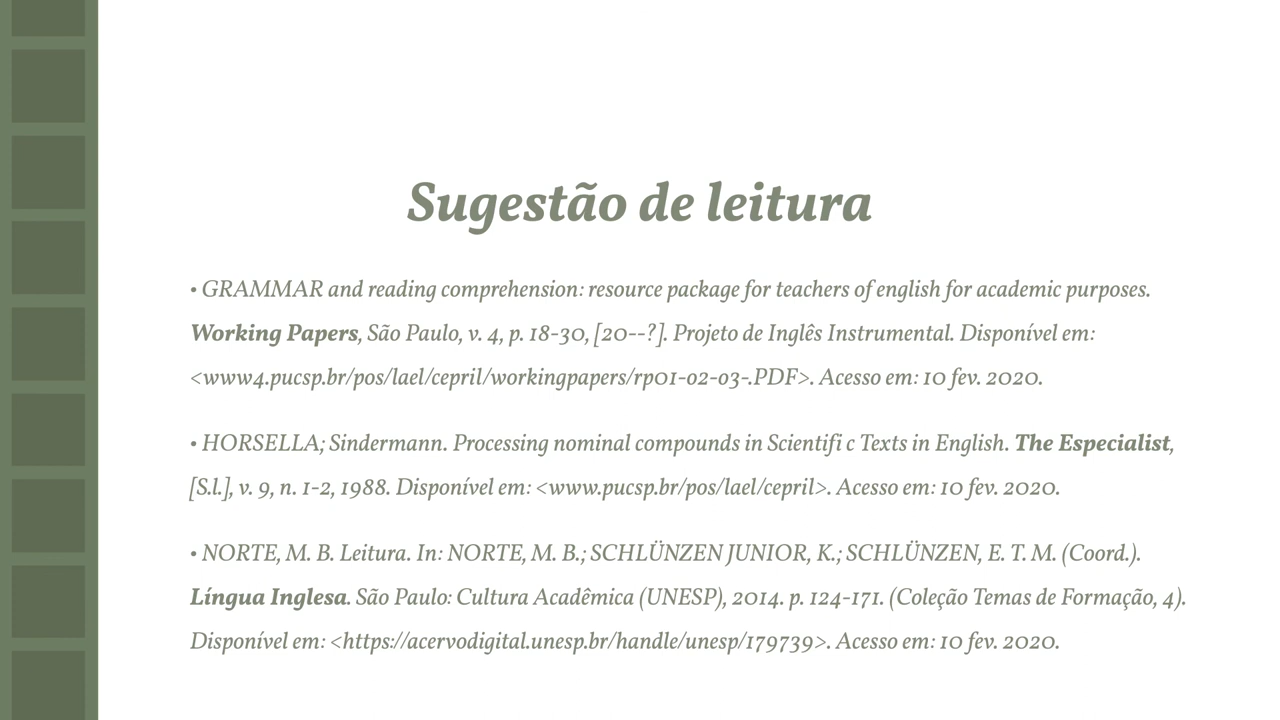 Sugestão de leitura
• GRAMMAR and reading comprehension: resource package for teachers of english for academic purposes.
Working Papers, São Paulo, v. 4, p. 18-30, [20--?]. Projeto de Inglês Instrumental. Disponível em:
<www4.pucsp.br/pos/lael/cepril/workingpapers/rp01-02-03-.PDF>. Acesso em: 10 fev. 2020.
• HORSELLA; Sindermann. Processing nominal compounds in Scientifi c Texts in English. The Especialist,
[S.l.], v. 9, n. 1-2, 1988. Disponível em: <www.pucsp.br/pos/lael/cepril>. Acesso em: 10 fev. 2020.
• NORTE, M. B. Leitura. In: NORTE, M. B.; SCHLÜNZEN JUNIOR, K.; SCHLÜNZEN, E. T. M. (Coord.).
Língua Inglesa. São Paulo: Cultura Acadêmica (UNESP), 2014. p. 124-171. (Coleção Temas de Formação, 4).
Disponível em: <https://acervodigital.unesp.br/handle/unesp/179739>. Acesso em: 10 fev. 2020.